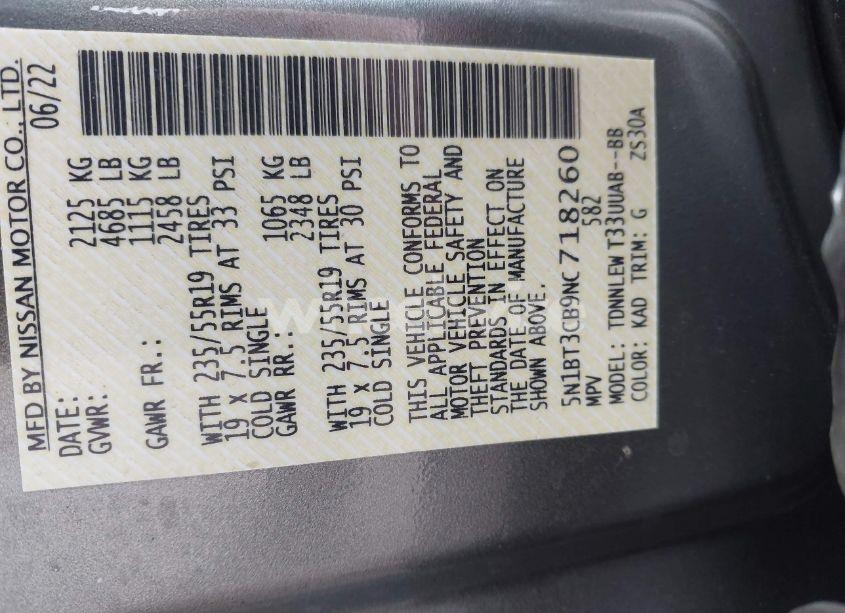 MFD BY NISSAN MOTOR CO., LTD.
DATE: 06/22
GVWR: 2125 KG
4685 LB
GAWR FR.: 1115 KG
2458 LB
WITH 235/55R19 TIRES
19 X 7.5 RIMS AT 33 PSI
COLD SINGLE
GAWR RR.: 1065 KG
2348 LB
WITH 235/55R19 TIRES
19 X 7.5 RIMS AT 30 PSI
COLD SINGLE
THIS VEHICLE CONFORMS TO
ALL APPLICABLE FEDERAL
MOTOR VEHICLE SAFETY AND
THEFT PREVENTION
STANDARDS IN EFFECT ON
THE DATE OF MANUFACTURE
SHOWN ABOVE.
5N1BT3CB9NC718260
MPV 582
MODEL: TDNNLEW T33UUAB--BB
COLOR: KAD TRIM: G ZS30A